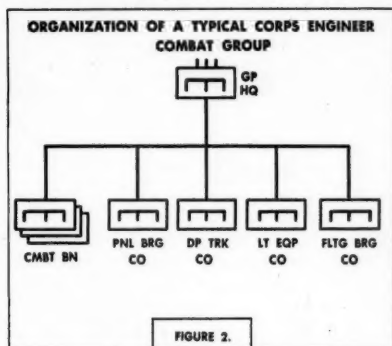 ORGANIZATION OF A TYPICAL CORPS ENGINEER
COMBAT GROUP
GP
HQ
CMBT BN
PNL BRG
CO
DP TRK
CO
LT EQP
CO
FLTG BRG
CO
FIGURE 2.